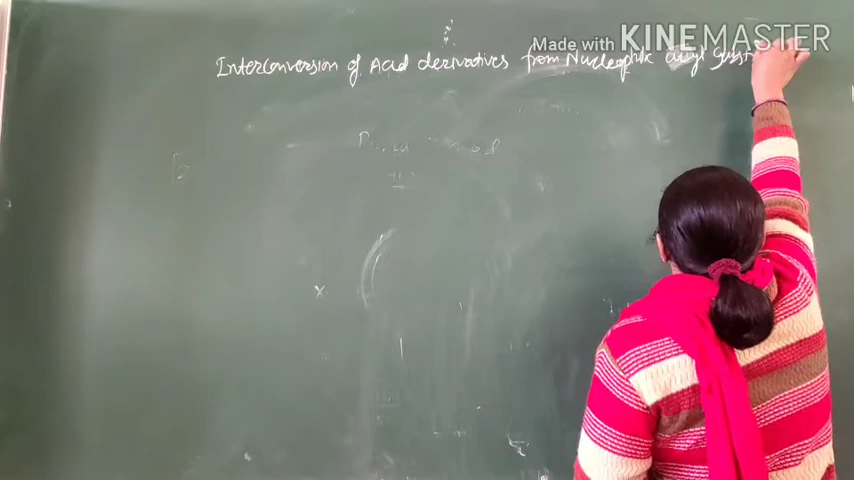 Made with KINEMASTER
Interconversion of Acid derivatives from Nucleophilic acyl
x